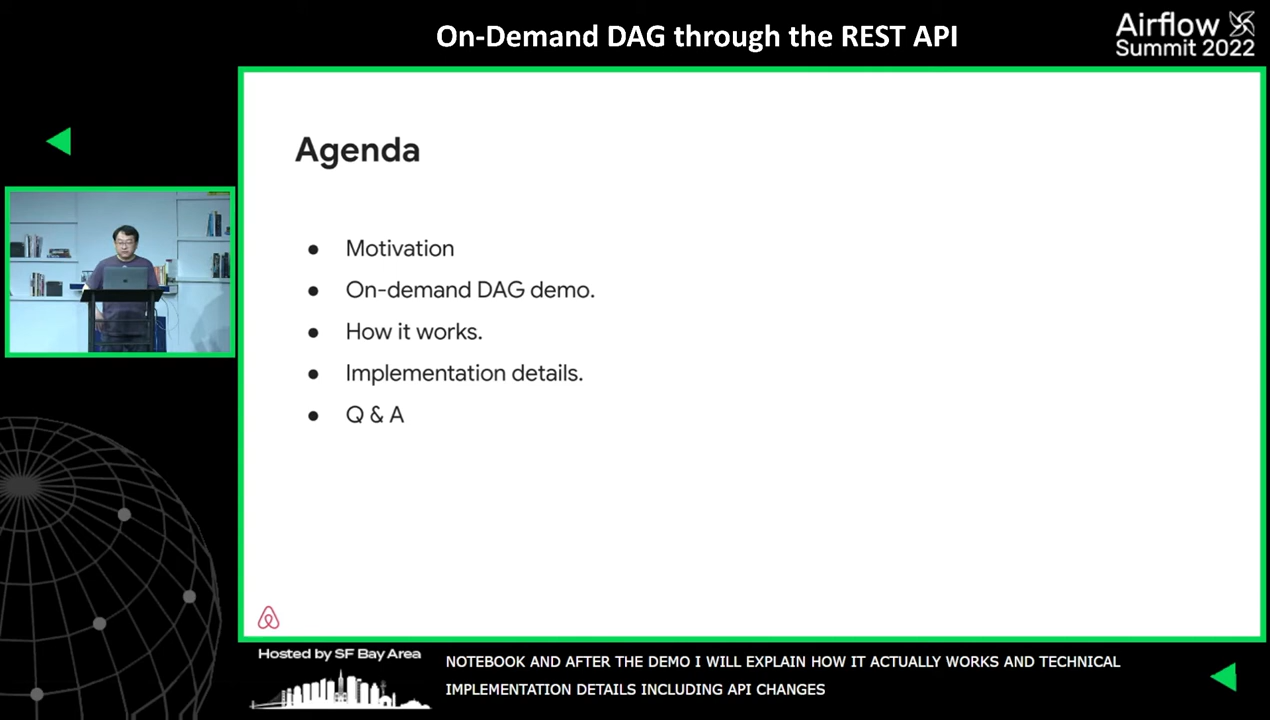 On-Demand DAG through the REST API
Airflow
Summit 2022
Agenda
● Motivation
● On-demand DAG demo.
● How it works.
● Implementation details.
● Q & A
Hosted by SF Bay Area
NOTEBOOK AND AFTER THE DEMO I WILL EXPLAIN HOW IT ACTUALLY WORKS AND TECHNICAL
IMPLEMENTATION DETAILS INCLUDING API CHANGES